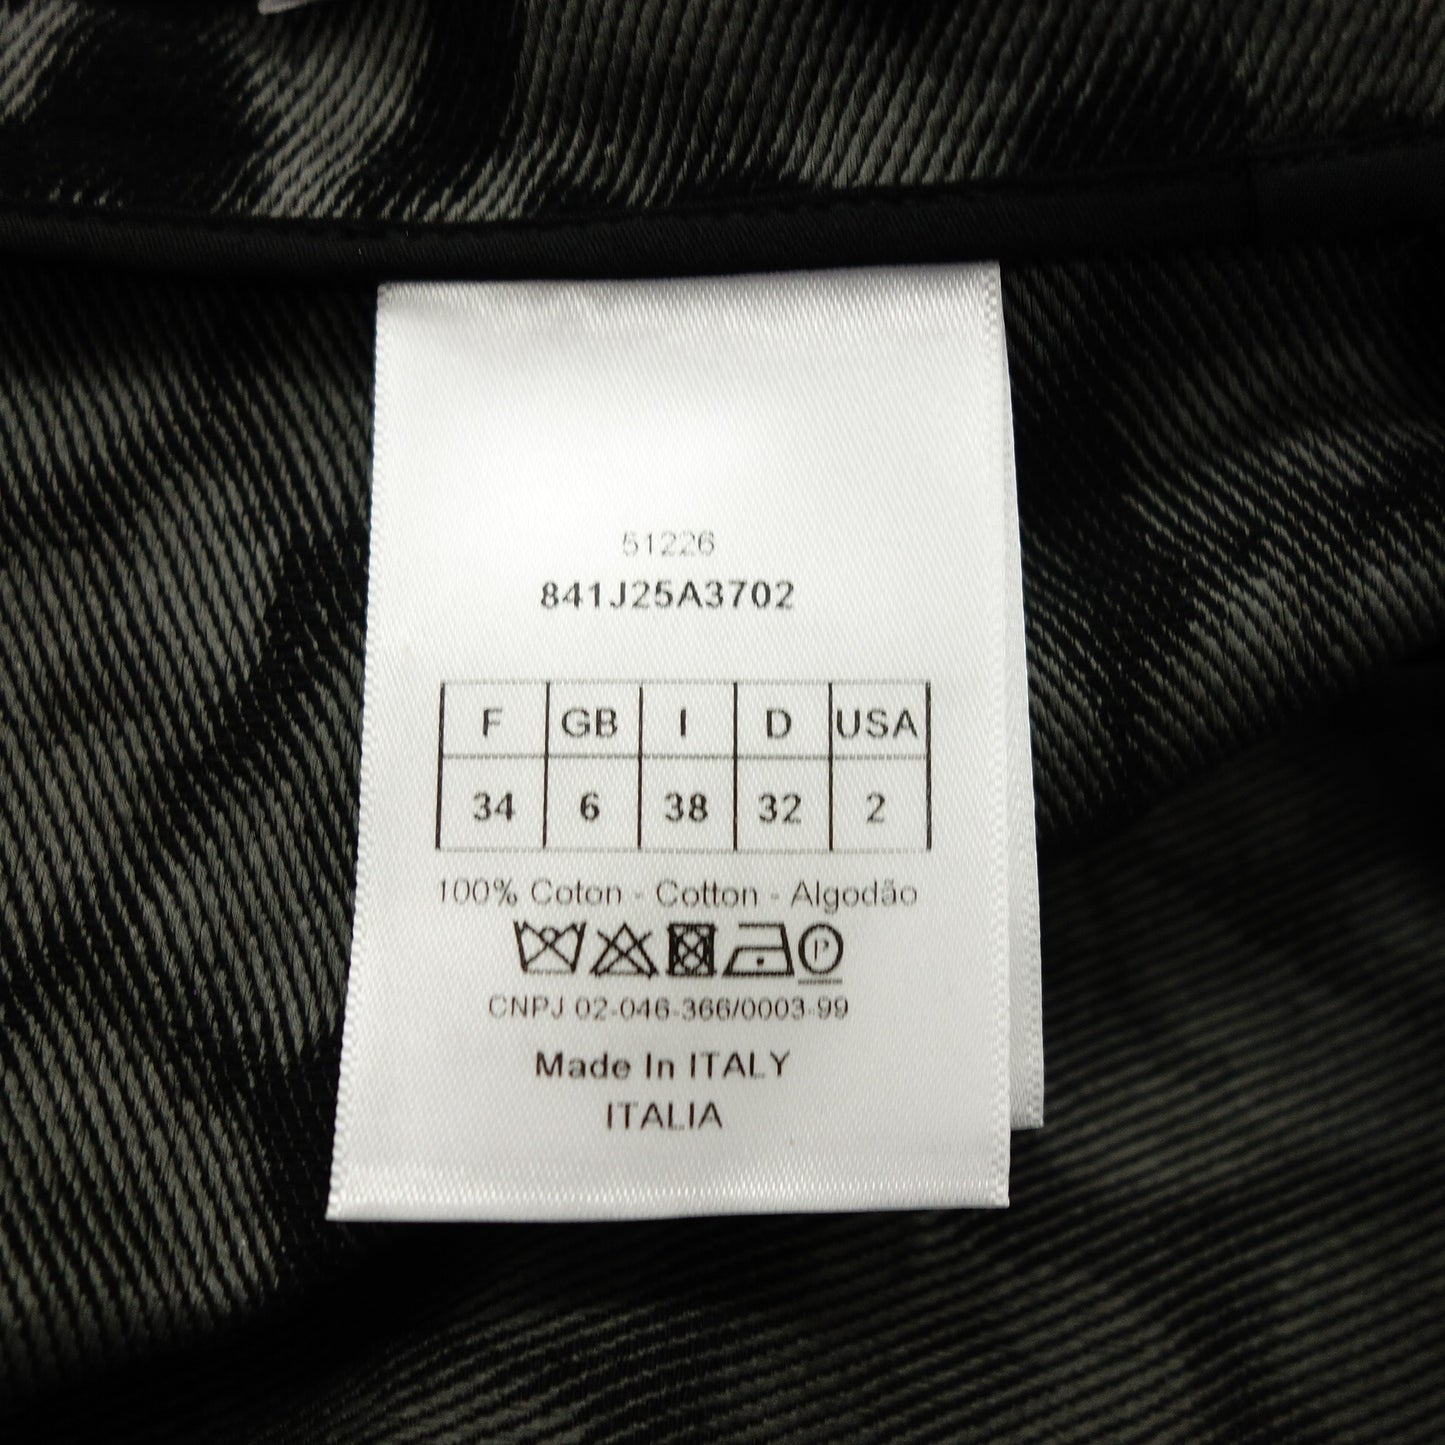 51226
841J25A3702
F GB I D USA
34 6 38 32 2
100% Coton - Cotton - Algodão
P
CNPJ 02-046-366/0003-99
Made In ITALY
ITALIA